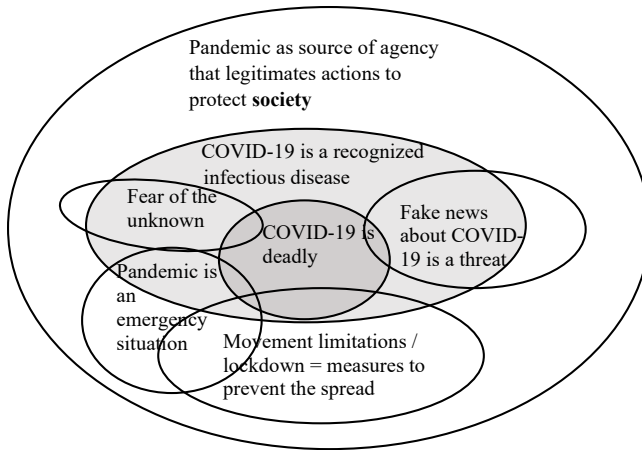 Pandemic as source of agency
that legitimates actions to
protect society
COVID-19 is a recognized
infectious disease
Fear of the
unknown
COVID-19 is
deadly
Fake news
about COVID-
19 is a threat
Pandemic is
an
emergency
situation
Movement limitations /
lockdown = measures to
prevent the spread